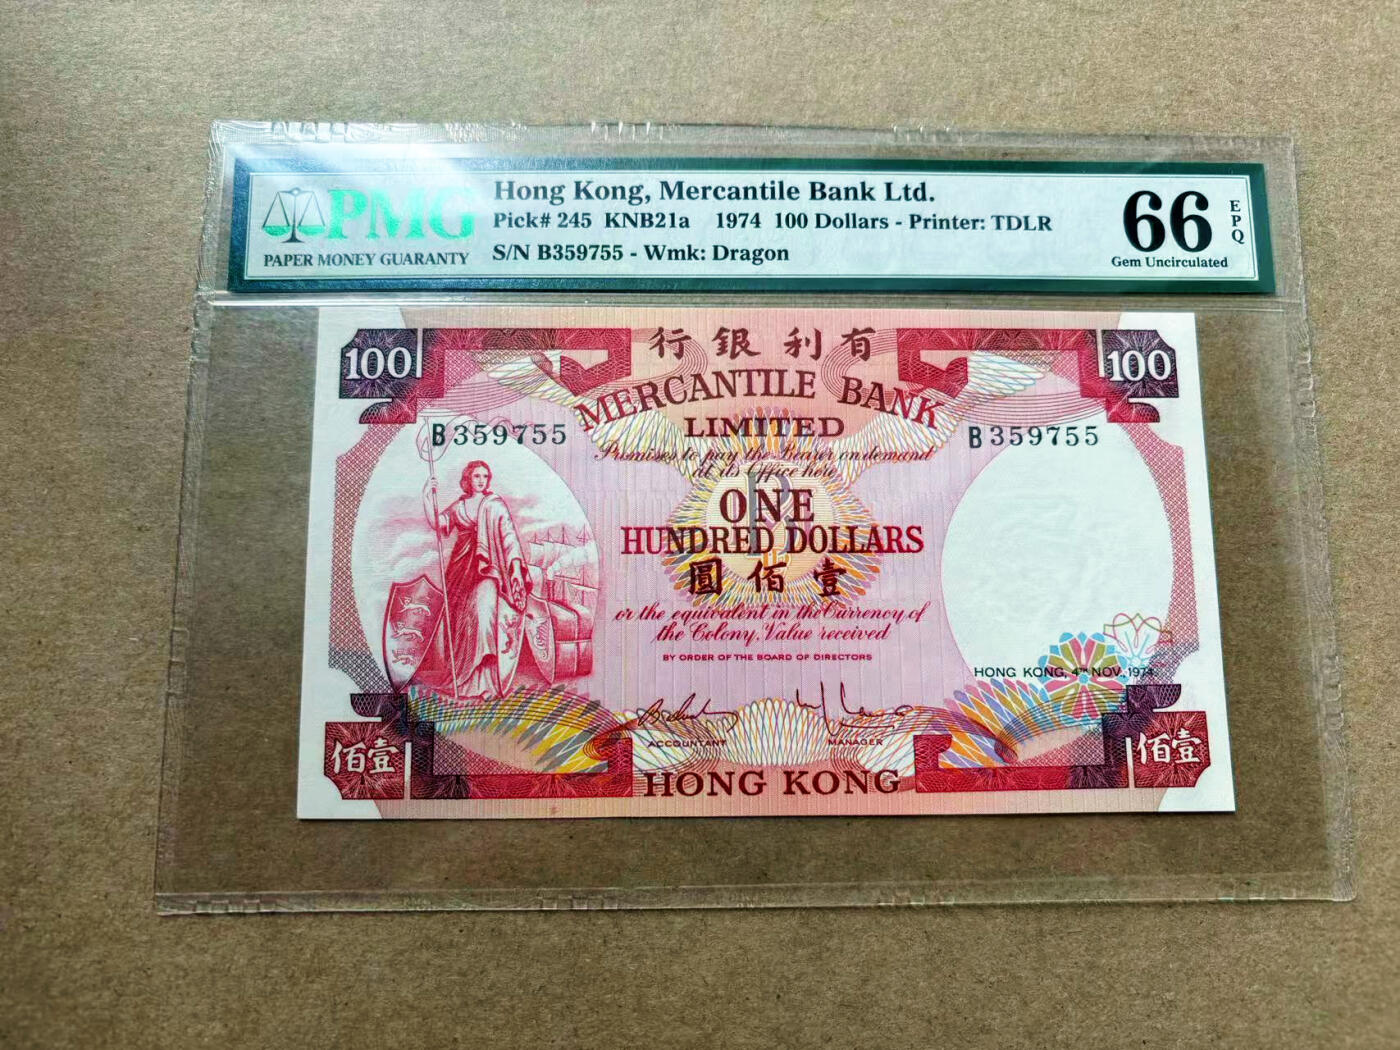 PMG
PAPER MONEY GUARANTY
Hong Kong, Mercantile Bank Ltd.
Pick# 245 KNB21a 1974 100 Dollars - Printer: TDLR
S/N B359755 - Wmk: Dragon
66 EPQ
Gem Uncirculated
行銀利有
100
100
MERCANTILE BANK
LIMITED
B359755
B359755
Promises to pay the Bearer on demand
at its Office here
ONE
HUNDRED DOLLARS
圓佰壹
or the equivalent in the Currency of
the Colony, Value received
BY ORDER OF THE BOARD OF DIRECTORS
HONG KONG, 4TH NOV., 1974.
ACCOUNTANT
MANAGER
佰壹
佰壹
HONG KONG